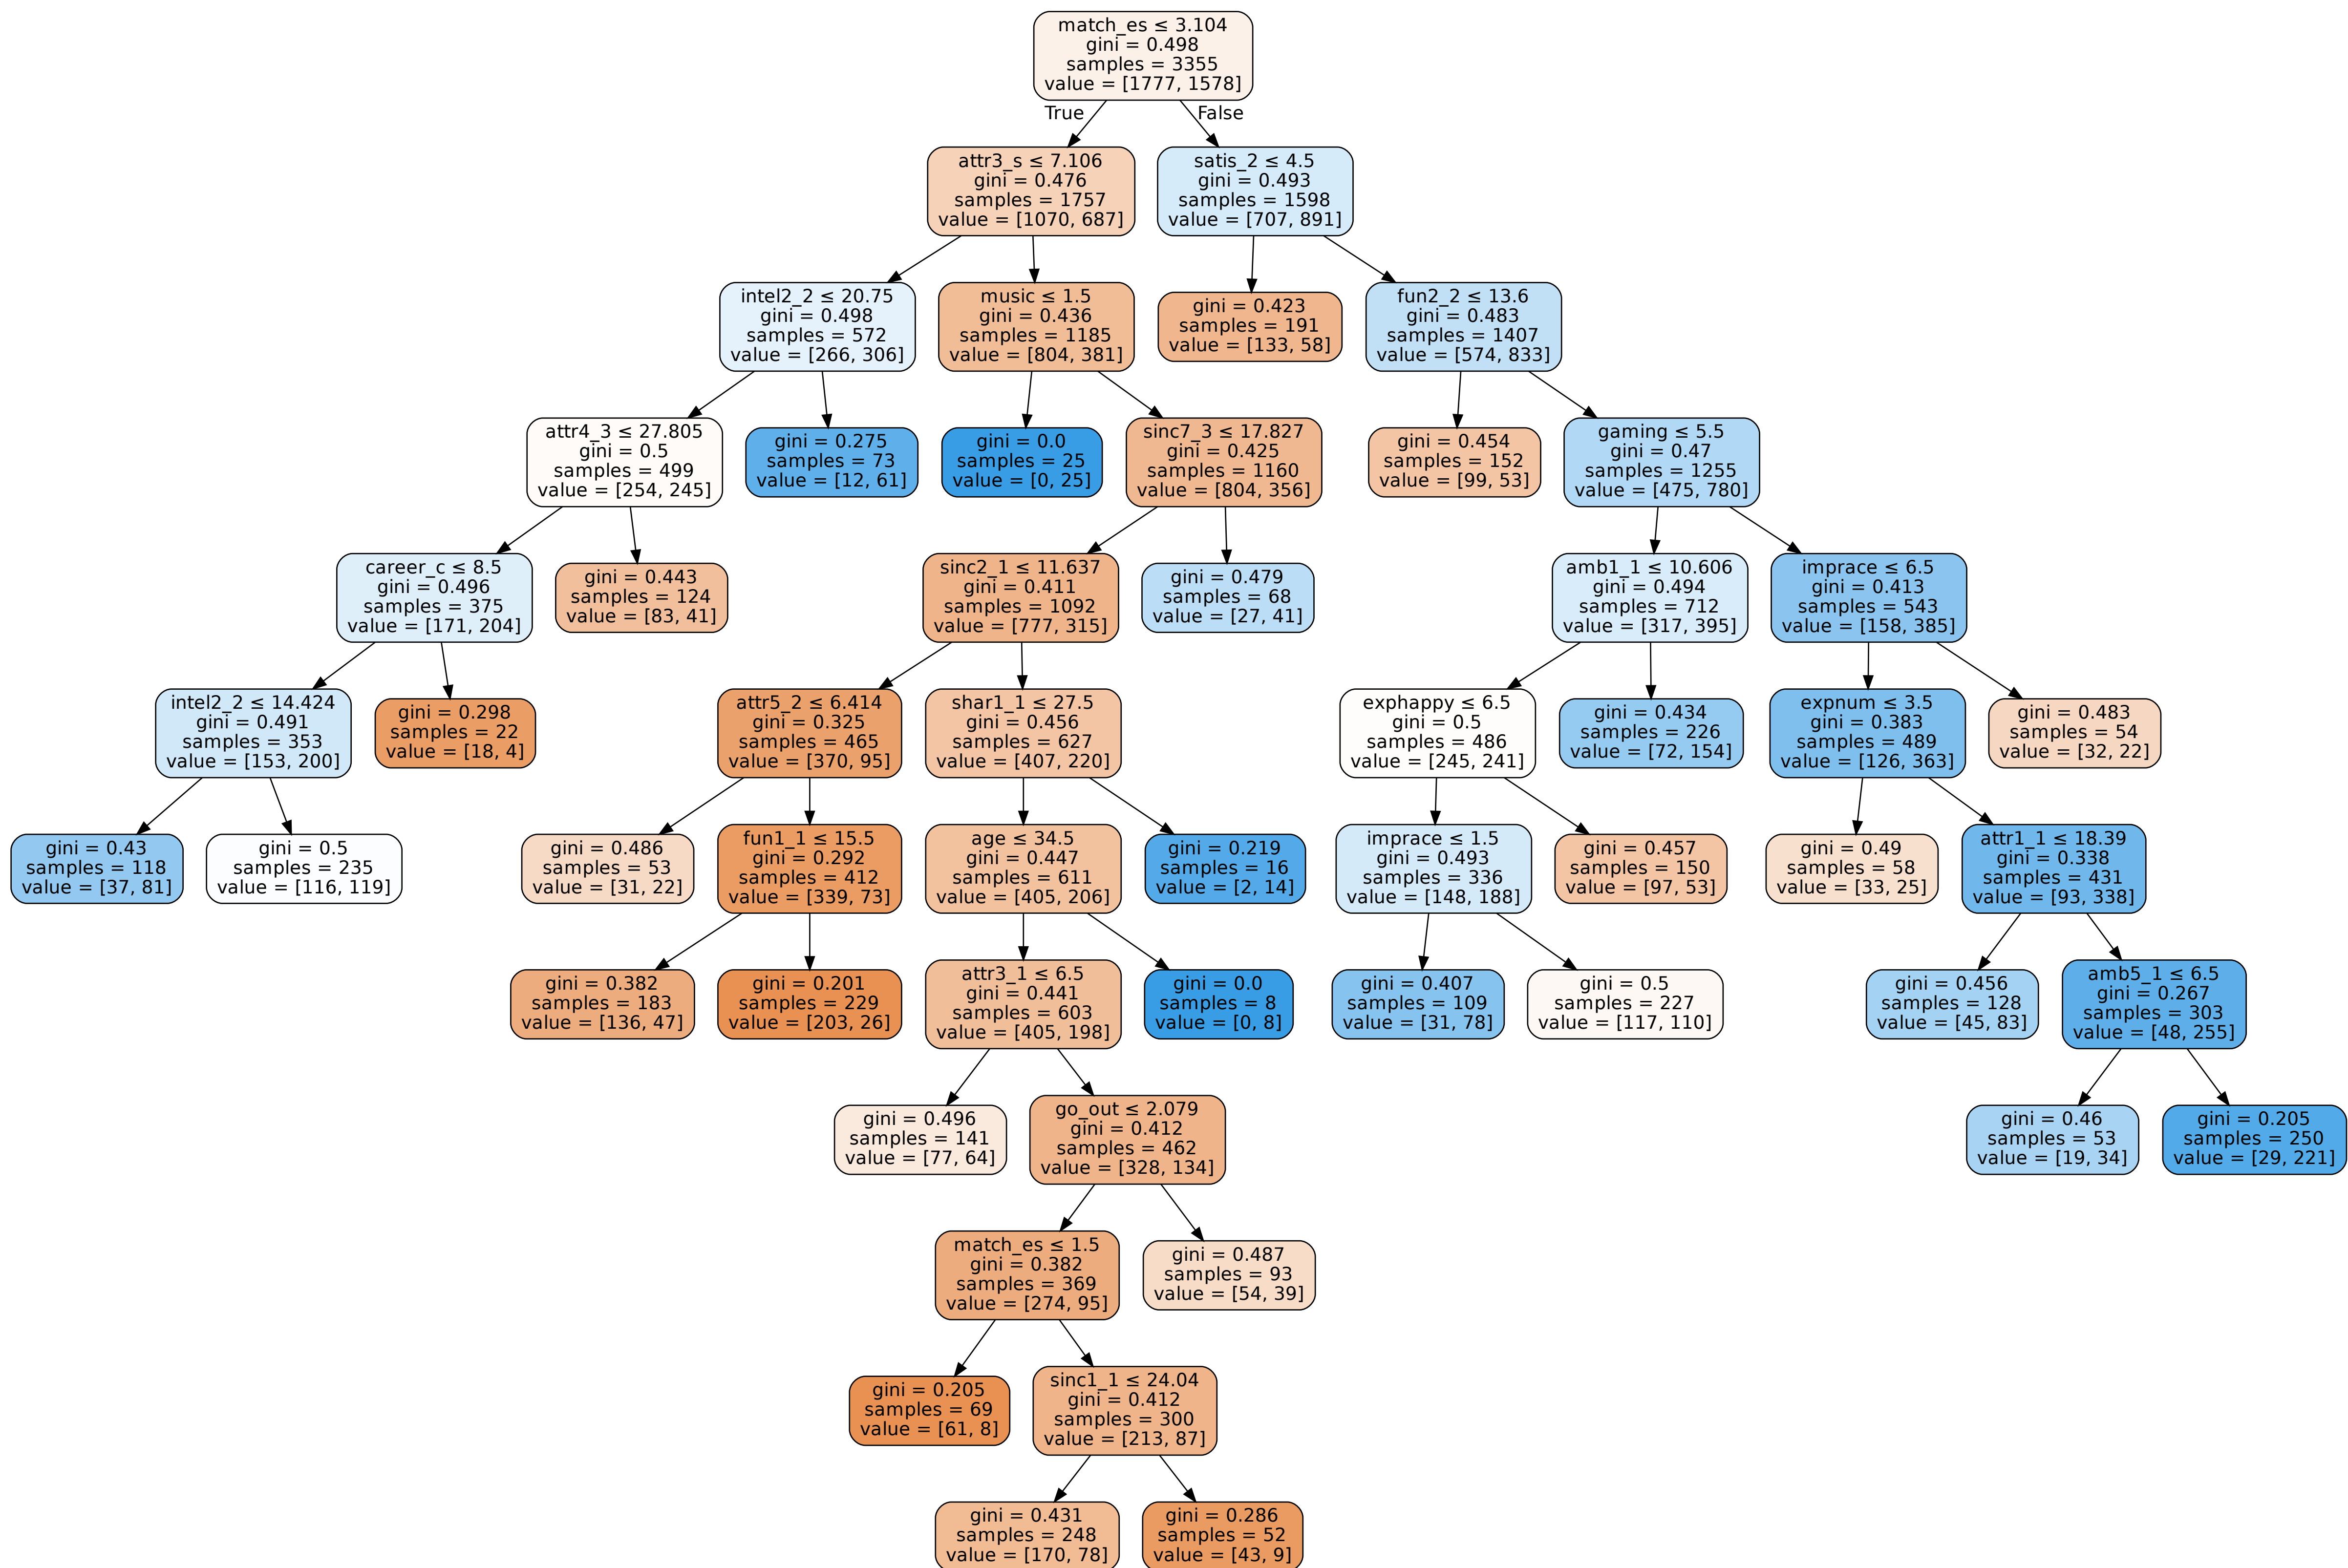 match_es ≤ 3.104
gini = 0.498
samples = 3355
value = [1777, 1578]
True
False
attr3_s ≤ 7.106
gini = 0.476
samples = 1757
value = [1070, 687]
satis_2 ≤ 4.5
gini = 0.493
samples = 1598
value = [707, 891]
intel2_2 ≤ 20.75
gini = 0.498
samples = 572
value = [266, 306]
music ≤ 1.5
gini = 0.436
samples = 1185
value = [804, 381]
gini = 0.423
samples = 191
value = [133, 58]
fun2_2 ≤ 13.6
gini = 0.483
samples = 1407
value = [574, 833]
attr4_3 ≤ 27.805
gini = 0.5
samples = 499
value = [254, 245]
gini = 0.275
samples = 73
value = [12, 61]
gini = 0.0
samples = 25
value = [0, 25]
sinc7_3 ≤ 17.827
gini = 0.425
samples = 1160
value = [804, 356]
gini = 0.454
samples = 152
value = [99, 53]
gaming ≤ 5.5
gini = 0.47
samples = 1255
value = [475, 780]
career_c ≤ 8.5
gini = 0.496
samples = 375
value = [171, 204]
gini = 0.443
samples = 124
value = [83, 41]
sinc2_1 ≤ 11.637
gini = 0.411
samples = 1092
value = [777, 315]
gini = 0.479
samples = 68
value = [27, 41]
amb1_1 ≤ 10.606
gini = 0.494
samples = 712
value = [317, 395]
imprace ≤ 6.5
gini = 0.413
samples = 543
value = [158, 385]
intel2_2 ≤ 14.424
gini = 0.491
samples = 353
value = [153, 200]
gini = 0.298
samples = 22
value = [18, 4]
attr5_2 ≤ 6.414
gini = 0.325
samples = 465
value = [370, 95]
shar1_1 ≤ 27.5
gini = 0.456
samples = 627
value = [407, 220]
exphappy ≤ 6.5
gini = 0.5
samples = 486
value = [245, 241]
gini = 0.434
samples = 226
value = [72, 154]
expnum ≤ 3.5
gini = 0.383
samples = 489
value = [126, 363]
gini = 0.483
samples = 54
value = [32, 22]
gini = 0.43
samples = 118
value = [37, 81]
gini = 0.5
samples = 235
value = [116, 119]
gini = 0.486
samples = 53
value = [31, 22]
fun1_1 ≤ 15.5
gini = 0.292
samples = 412
value = [339, 73]
age ≤ 34.5
gini = 0.447
samples = 611
value = [405, 206]
gini = 0.219
samples = 16
value = [2, 14]
imprace ≤ 1.5
gini = 0.493
samples = 336
value = [148, 188]
gini = 0.457
samples = 150
value = [97, 53]
gini = 0.49
samples = 58
value = [33, 25]
attr1_1 ≤ 18.39
gini = 0.338
samples = 431
value = [93, 338]
gini = 0.382
samples = 183
value = [136, 47]
gini = 0.201
samples = 229
value = [203, 26]
attr3_1 ≤ 6.5
gini = 0.441
samples = 603
value = [405, 198]
gini = 0.0
samples = 8
value = [0, 8]
gini = 0.407
samples = 109
value = [31, 78]
gini = 0.5
samples = 227
value = [117, 110]
gini = 0.456
samples = 128
value = [45, 83]
amb5_1 ≤ 6.5
gini = 0.267
samples = 303
value = [48, 255]
gini = 0.496
samples = 141
value = [77, 64]
go_out ≤ 2.079
gini = 0.412
samples = 462
value = [328, 134]
gini = 0.46
samples = 53
value = [19, 34]
gini = 0.205
samples = 250
value = [29, 221]
match_es ≤ 1.5
gini = 0.382
samples = 369
value = [274, 95]
gini = 0.487
samples = 93
value = [54, 39]
gini = 0.205
samples = 69
value = [61, 8]
sinc1_1 ≤ 24.04
gini = 0.412
samples = 300
value = [213, 87]
gini = 0.431
samples = 248
value = [170, 78]
gini = 0.286
samples = 52
value = [43, 9]